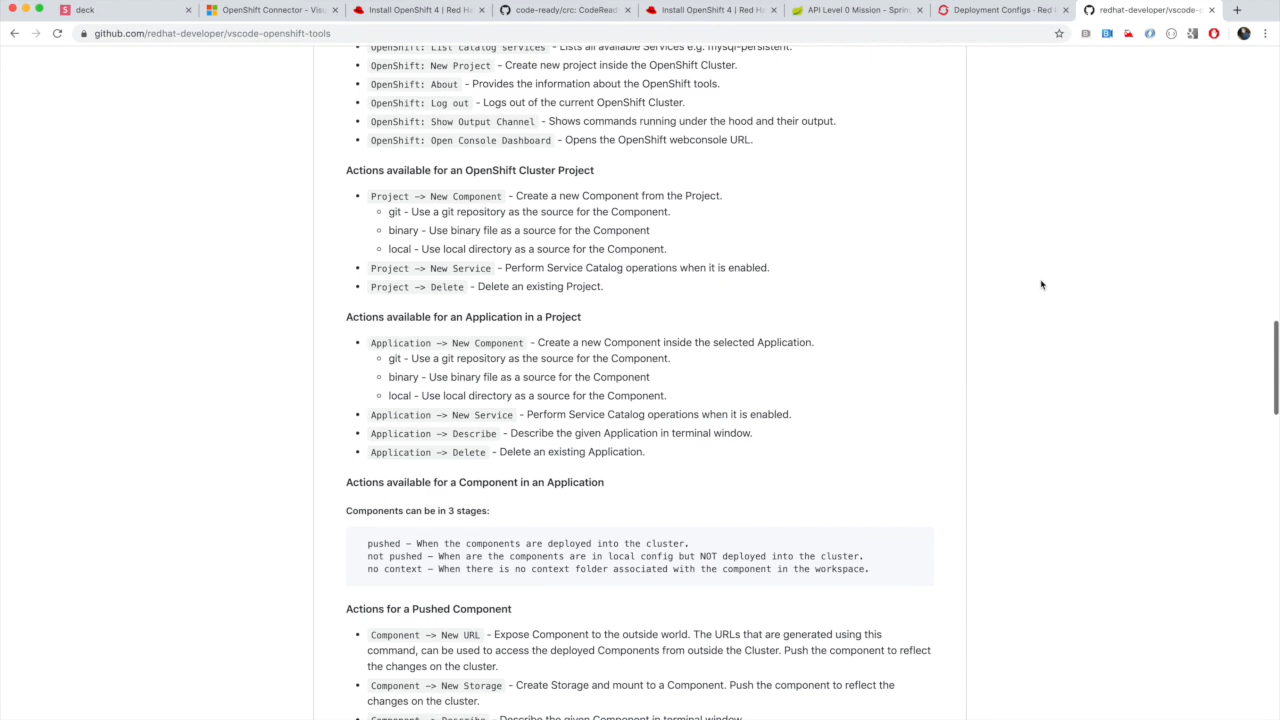 deck
OpenShift Connector - Visua
Install OpenShift 4 | Red Ha
code-ready/crc: CodeRead
Install OpenShift 4 | Red Ha
API Level 0 Mission - Spring
Deployment Configs - Red
redhat-developer/vscode-o
github.com/redhat-developer/vscode-openshift-tools
OpenShift: List catalog services - Lists all available Services e.g. mysql-persistent.
OpenShift: New Project - Create new project inside the OpenShift Cluster.
OpenShift: About - Provides the information about the OpenShift tools.
OpenShift: Log out - Logs out of the current OpenShift Cluster.
OpenShift: Show Output Channel - Shows commands running under the hood and their output.
OpenShift: Open Console Dashboard - Opens the OpenShift webconsole URL.
Actions available for an OpenShift Cluster Project
Project -> New Component - Create a new Component from the Project.
git - Use a git repository as the source for the Component.
binary - Use binary file as a source for the Component
local - Use local directory as a source for the Component.
Project -> New Service - Perform Service Catalog operations when it is enabled.
Project -> Delete - Delete an existing Project.
Actions available for an Application in a Project
Application -> New Component - Create a new Component inside the selected Application.
git - Use a git repository as the source for the Component.
binary - Use binary file as a source for the Component
local - Use local directory as a source for the Component.
Application -> New Service - Perform Service Catalog operations when it is enabled.
Application -> Describe - Describe the given Application in terminal window.
Application -> Delete - Delete an existing Application.
Actions available for a Component in an Application
Components can be in 3 stages:
pushed - When the components are deployed into the cluster.
not pushed - When are the components are in local config but NOT deployed into the cluster.
no context - When there is no context folder associated with the component in the workspace.
Actions for a Pushed Component
Component -> New URL - Expose Component to the outside world. The URLs that are generated using this
command, can be used to access the deployed Components from outside the Cluster. Push the component to reflect
the changes on the cluster.
Component -> New Storage - Create Storage and mount to a Component. Push the component to reflect the
changes on the cluster.
Component -> Describe - Describe the given Component in terminal window.